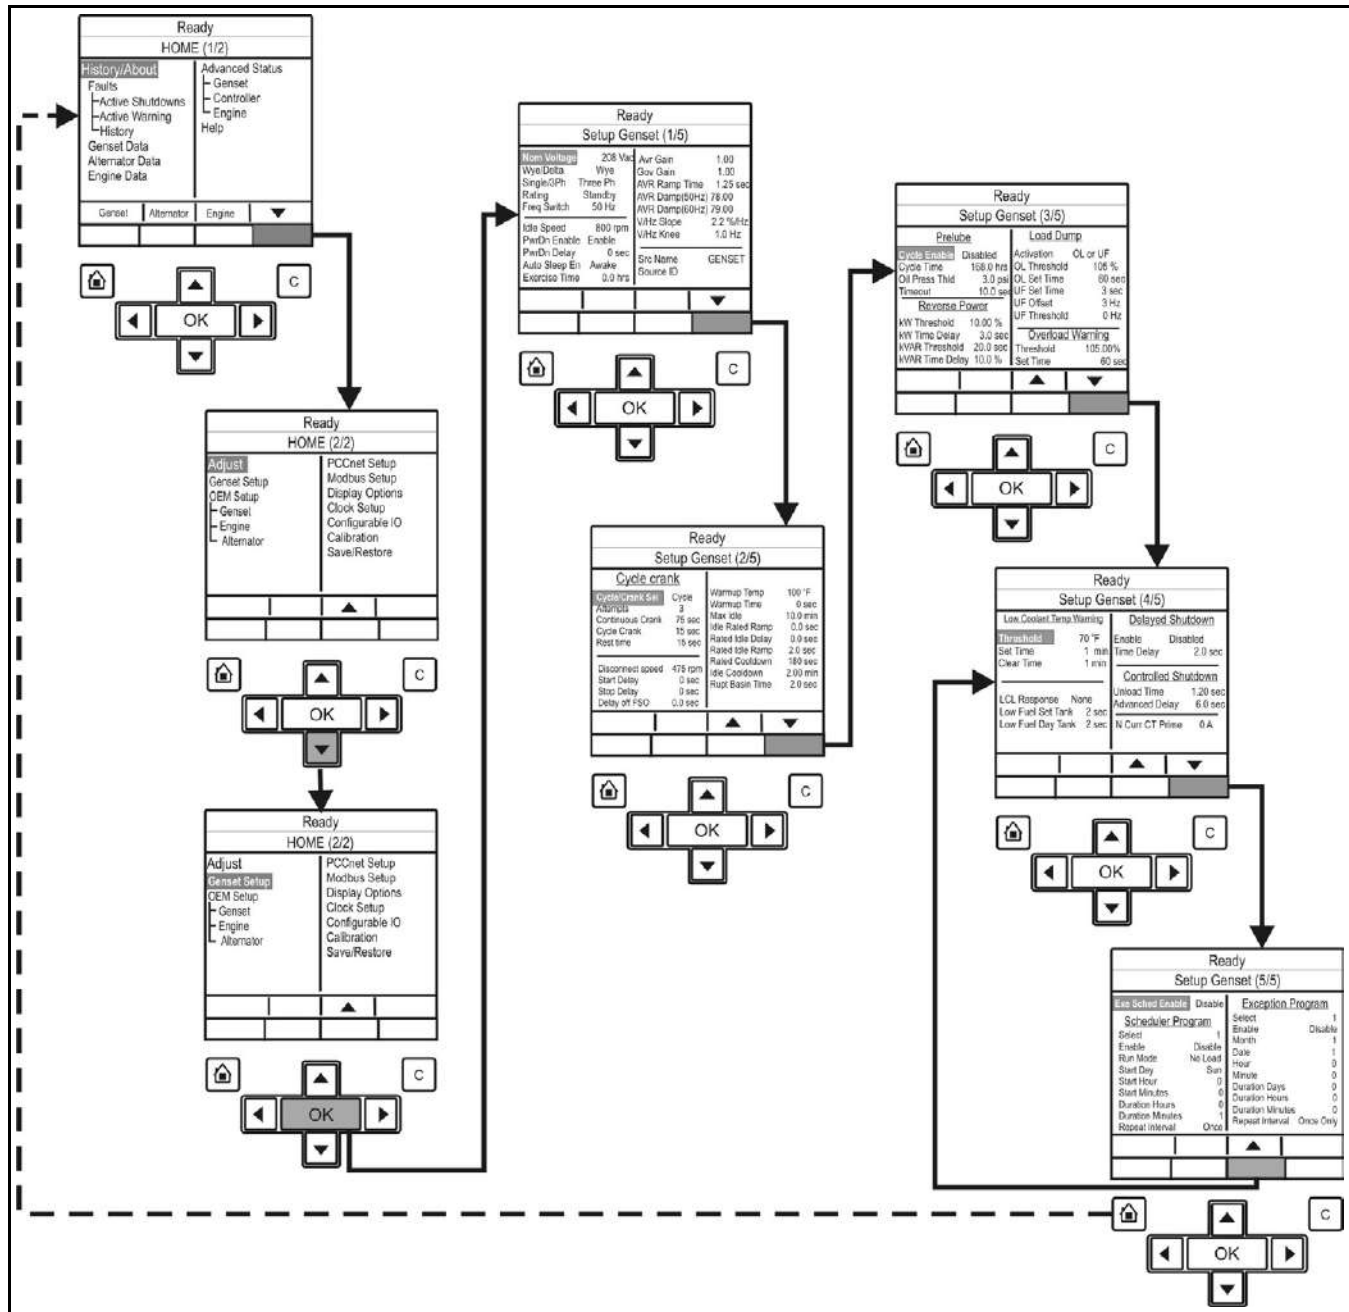 Ready
HOME (1/2)
History/About
Faults
Active Shutdowns
Active Warning
History
Genset Data
Alternator Data
Engine Data
Advanced Status
Genset
Controller
Engine
Help
Genset Alternator Engine
C
OK
Ready
HOME (2/2)
Adjust
Genset Setup
OEM Setup
Genset
Engine
Alternator
PCCnet Setup
Modbus Setup
Display Options
Clock Setup
Configurable IO
Calibration
Save/Restore
C
OK
Ready
HOME (2/2)
Adjust
Genset Setup
OEM Setup
Genset
Engine
Alternator
PCCnet Setup
Modbus Setup
Display Options
Clock Setup
Configurable IO
Calibration
Save/Restore
C
OK
Ready
Setup Genset (1/5)
Nom Voltage 208 Vac
Wye/Delta Wye
Single/3Ph Three Ph
Rating Standby
Freq Switch 50 Hz
Idle Speed 800 rpm
PwrDn Enable Enable
PwrDn Delay 0 sec
Auto Sleep En Awake
Exercise Time 0.0 hrs
Avr Gain 1.00
Gov Gain 1.00
AVR Ramp Time 1.25 sec
AVR Damp(50Hz) 78.00
AVR Damp(60Hz) 79.00
V/Hz Slope 2.2 %/Hz
V/Hz Knee 1.0 Hz
Src Name GENSET
Source ID
C
OK
Ready
Setup Genset (2/5)
Cycle crank
Cycle/Crank Sel Cycle
Attempts 3
Continuous Crank 75 sec
Cycle Crank 15 sec
Rest time 15 sec
Disconnect speed 475 rpm
Start Delay 0 sec
Stop Delay 0 sec
Delay off FSO 0.0 sec
Warmup Temp 100 °F
Warmup Time 0 sec
Max Idle 10.0 min
Idle Rated Ramp 0.0 sec
Rated Idle Delay 0.0 sec
Rated Idle Ramp 2.0 sec
Rated Cooldown 180 sec
Idle Cooldown 2.00 min
Rupt Basin Time 2.0 sec
C
OK
Ready
Setup Genset (3/5)
Prelube
Cycle Enable Disabled
Cycle Time 168.0 hrs
Oil Press Thld 3.0 psi
Timeout 10.0 sec
Reverse Power
kW Threshold 10.00 %
kW Time Delay 3.0 sec
kVAR Threshold 20.0 sec
kVAR Time Delay 10.0 %
Load Dump
Activation OL or UF
OL Threshold 105 %
OL Set Time 60 sec
UF Set Time 3 sec
UF Offset 3 Hz
UF Threshold 0 Hz
Overload Warning
Threshold 105.00%
Set Time 60 sec
C
OK
Ready
Setup Genset (4/5)
Low Coolant Temp Warning
Threshold 70 °F
Set Time 1 min
Clear Time 1 min
LCL Response None
Low Fuel Set Tank 2 sec
Low Fuel Day Tank 2 sec
Delayed Shutdown
Enable Disabled
Time Delay 2.0 sec
Controlled Shutdown
Unload Time 1.20 sec
Advanced Delay 6.0 sec
N Curr CT Prime 0 A
C
OK
Ready
Setup Genset (5/5)
Exe Sched Enable Disable
Scheduler Program
Select 1
Enable Disable
Run Mode No Load
Start Day Sun
Start Hour 0
Start Minutes 0
Duration Hours 0
Duration Minutes 1
Repeat Interval Once
Exception Program
Select 1
Enable Disable
Month 1
Date 1
Hour 0
Minute 0
Duration Days 0
Duration Hours 0
Duration Minutes 0
Repeat Interval Once Only
C
OK